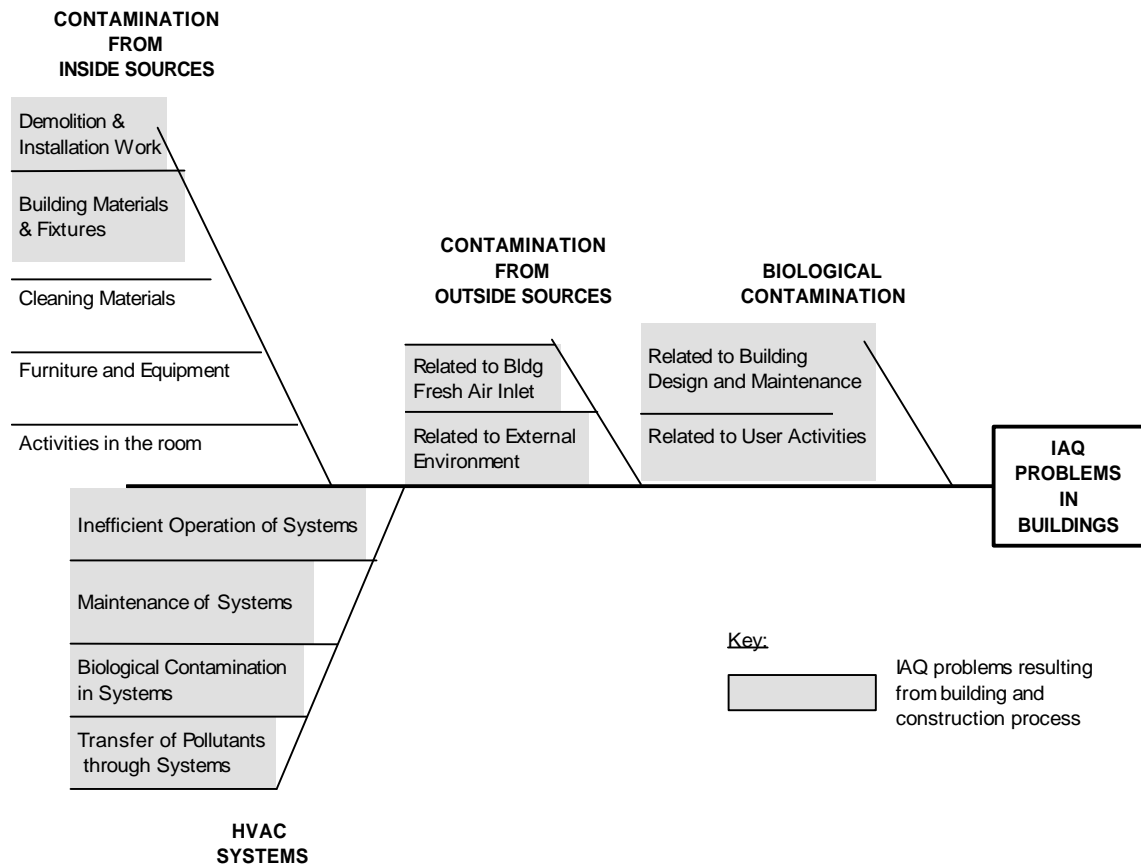 CONTAMINATION
FROM
INSIDE SOURCES
Demolition &
Installation Work
Building Materials
& Fixtures
Cleaning Materials
Furniture and Equipment
Activities in the room
CONTAMINATION
FROM
OUTSIDE SOURCES
Related to Bldg
Fresh Air Inlet
Related to External
Environment
BIOLOGICAL
CONTAMINATION
Related to Building
Design and Maintenance
Related to User Activities
IAQ
PROBLEMS
IN
BUILDINGS
Inefficient Operation of Systems
Maintenance of Systems
Biological Contamination
in Systems
Transfer of Pollutants
through Systems
HVAC
SYSTEMS
Key:
IAQ problems resulting
from building and
construction process